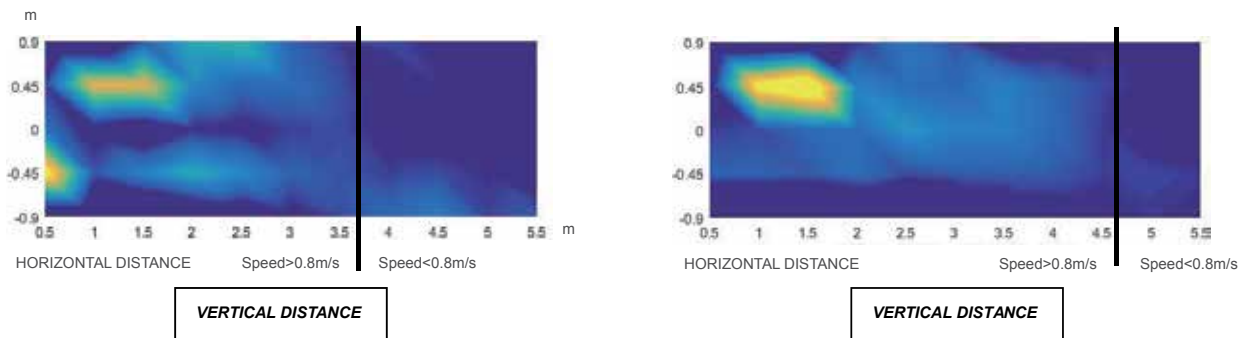 m
0.9
0.45
0
-0.45
-0.9
0.5 1 1.5 2 2.5 3 3.5 4 4.5 5 5.5 m
HORIZONTAL DISTANCE Speed>0.8m/s Speed<0.8m/s
VERTICAL DISTANCE
0.9
0.45
0
-0.45
-0.9
0.5 1 1.5 2 2.5 3 3.5 4 4.5 5 5.5
HORIZONTAL DISTANCE Speed>0.8m/s Speed<0.8m/s
VERTICAL DISTANCE